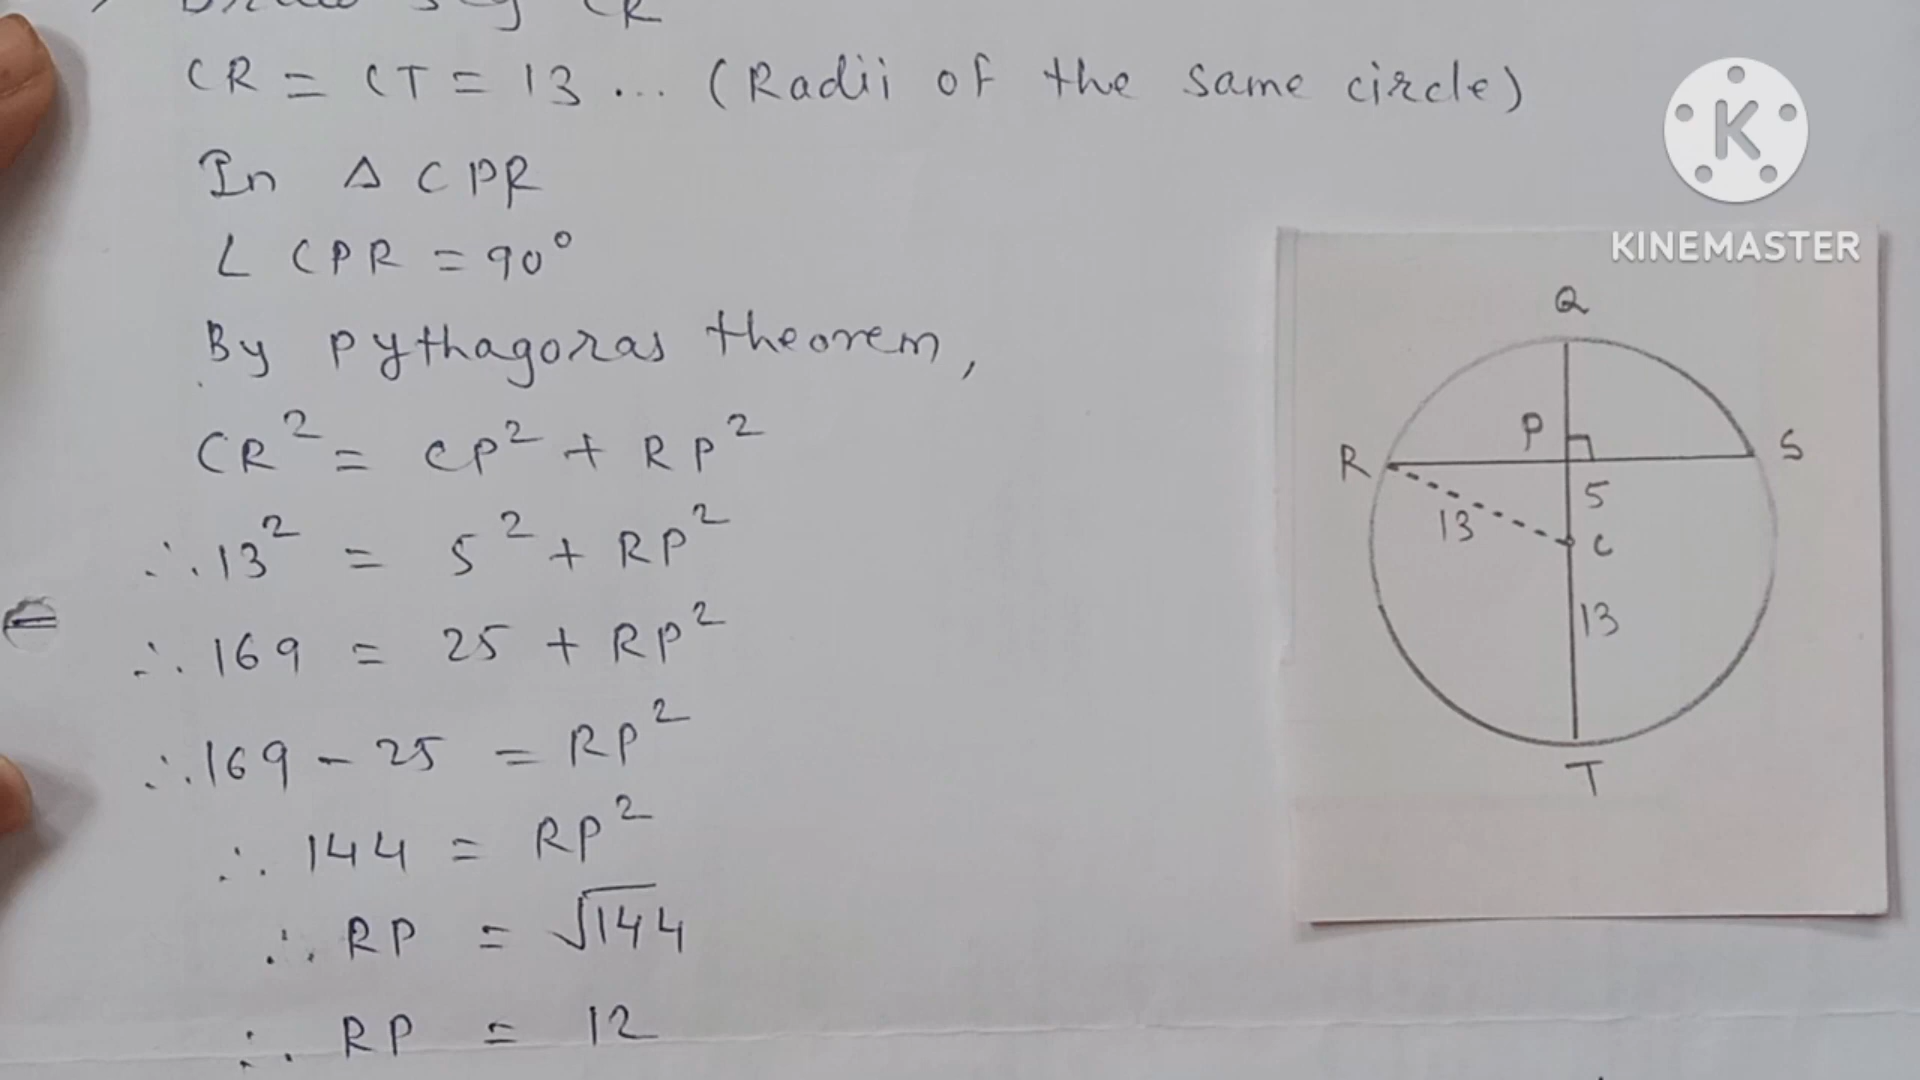 CR
CR = CT = 13 ... (Radii of the same circle)
In Δ CPR
∠ CPR = 90°
By pythagoras theorem,
CR² = CP² + RP²
∴ 13² = 5² + RP²
∴ 169 = 25 + RP²
∴ 169 - 25 = RP²
∴ 144 = RP²
∴ RP = √144
∴ RP = 12
K
KINEMASTER
Q
P
S
R
5
13
C
13
T